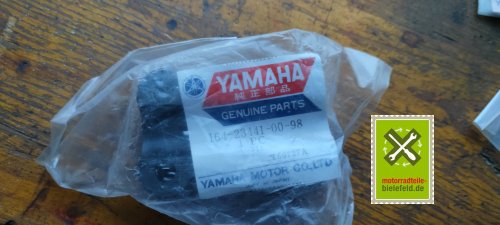 YAMAHA
純正部品
GENUINE PARTS
164-23141-00-98
1 PC
YAMAHA MOTOR CO.,LTD
motorradteile-
bielefeld.de